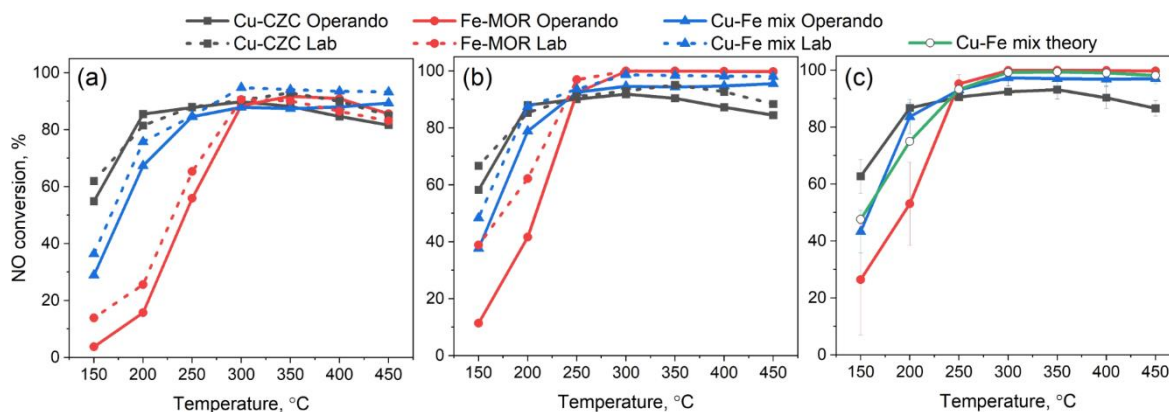 Cu-CZC Operando Fe-MOR Operando Cu-Fe mix Operando
Cu-CZC Lab Fe-MOR Lab Cu-Fe mix Lab Cu-Fe mix theory
(a) (b) (c)
NO conversion, %
100 100 100
80 80 80
60 60 60
40 40 40
20 20 20
0 0 0
150 200 250 300 350 400 450 150 200 250 300 350 400 450 150 200 250 300 350 400 450
Temperature, °C Temperature, °C Temperature, °C